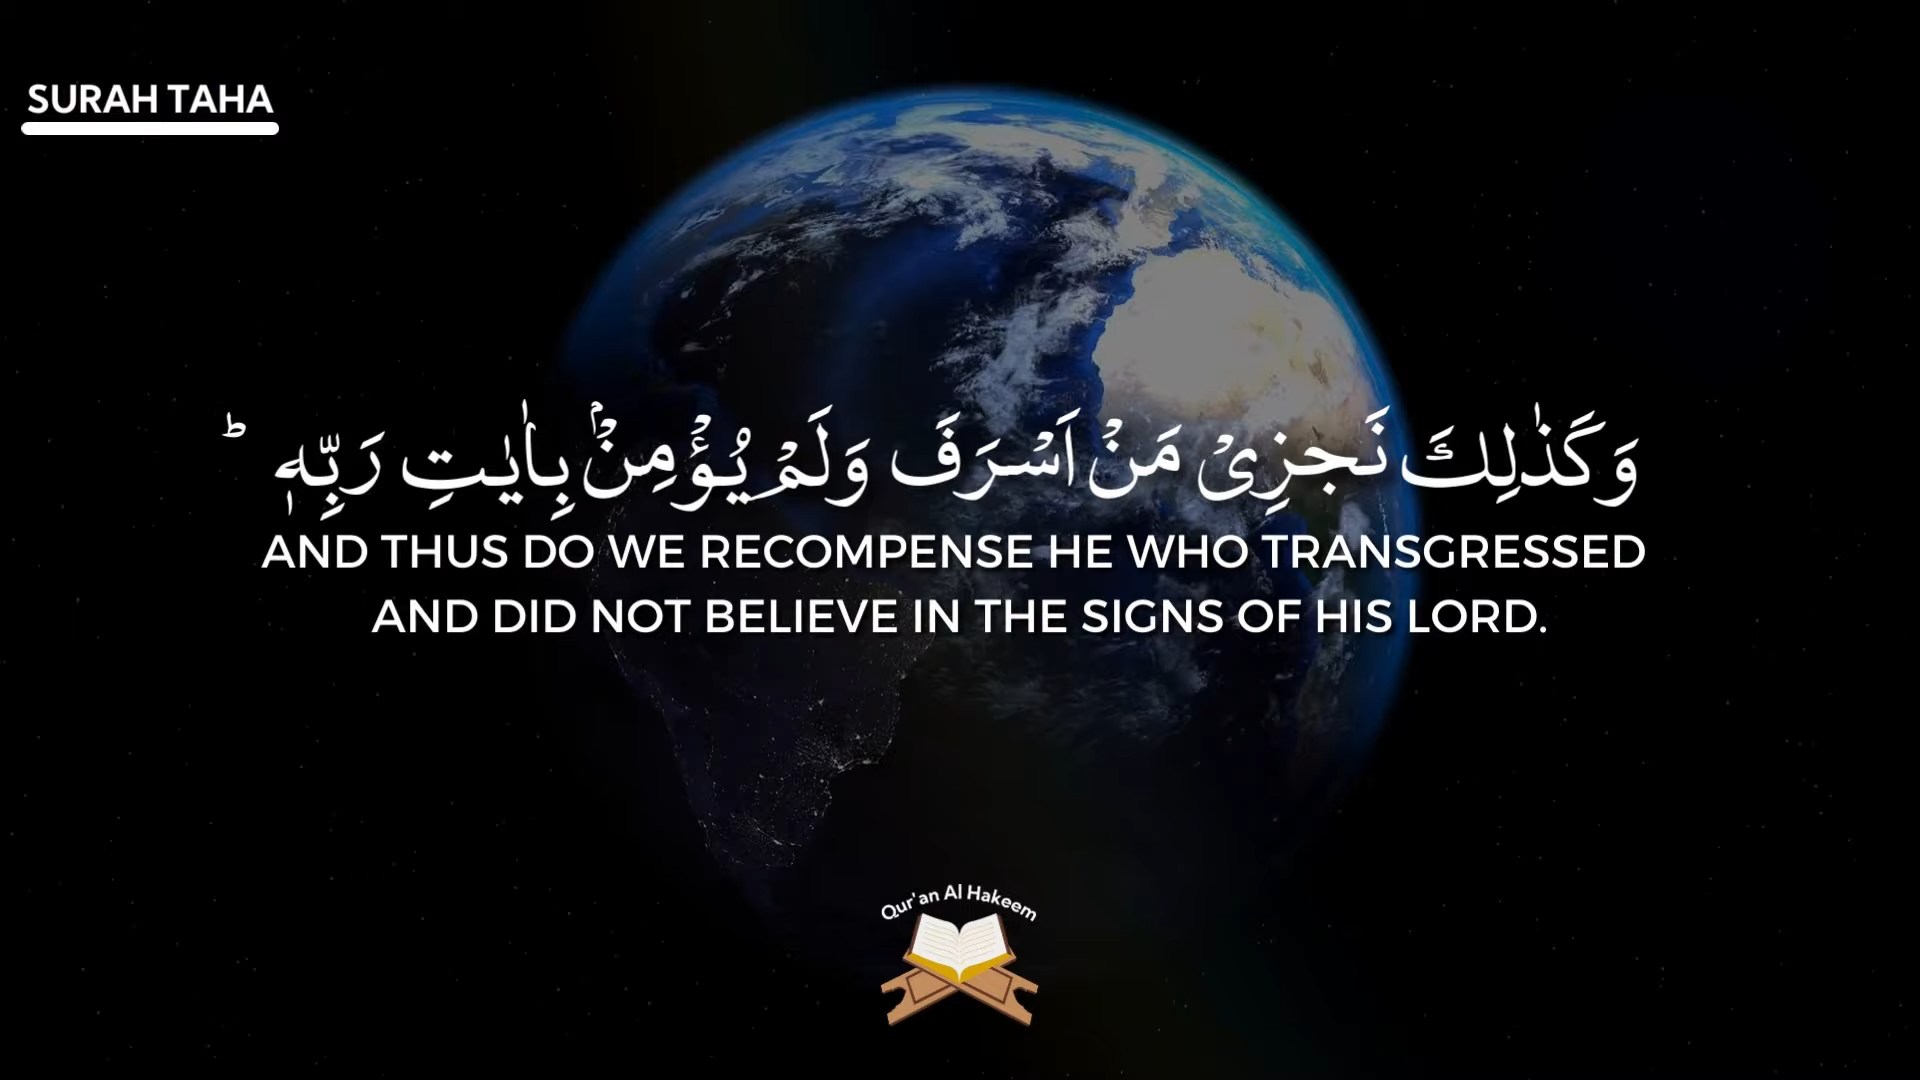 SURAH TAHA
وَكَذٰلِكَ نَجْزِیْ مَنْ اَسْرَفَ وَلَمْ يُؤْمِنْۢ بِاٰيٰتِ رَبِّهٖ ؕ
AND THUS DO WE RECOMPENSE HE WHO TRANSGRESSED
AND DID NOT BELIEVE IN THE SIGNS OF HIS LORD.
Qur'an Al Hakeem